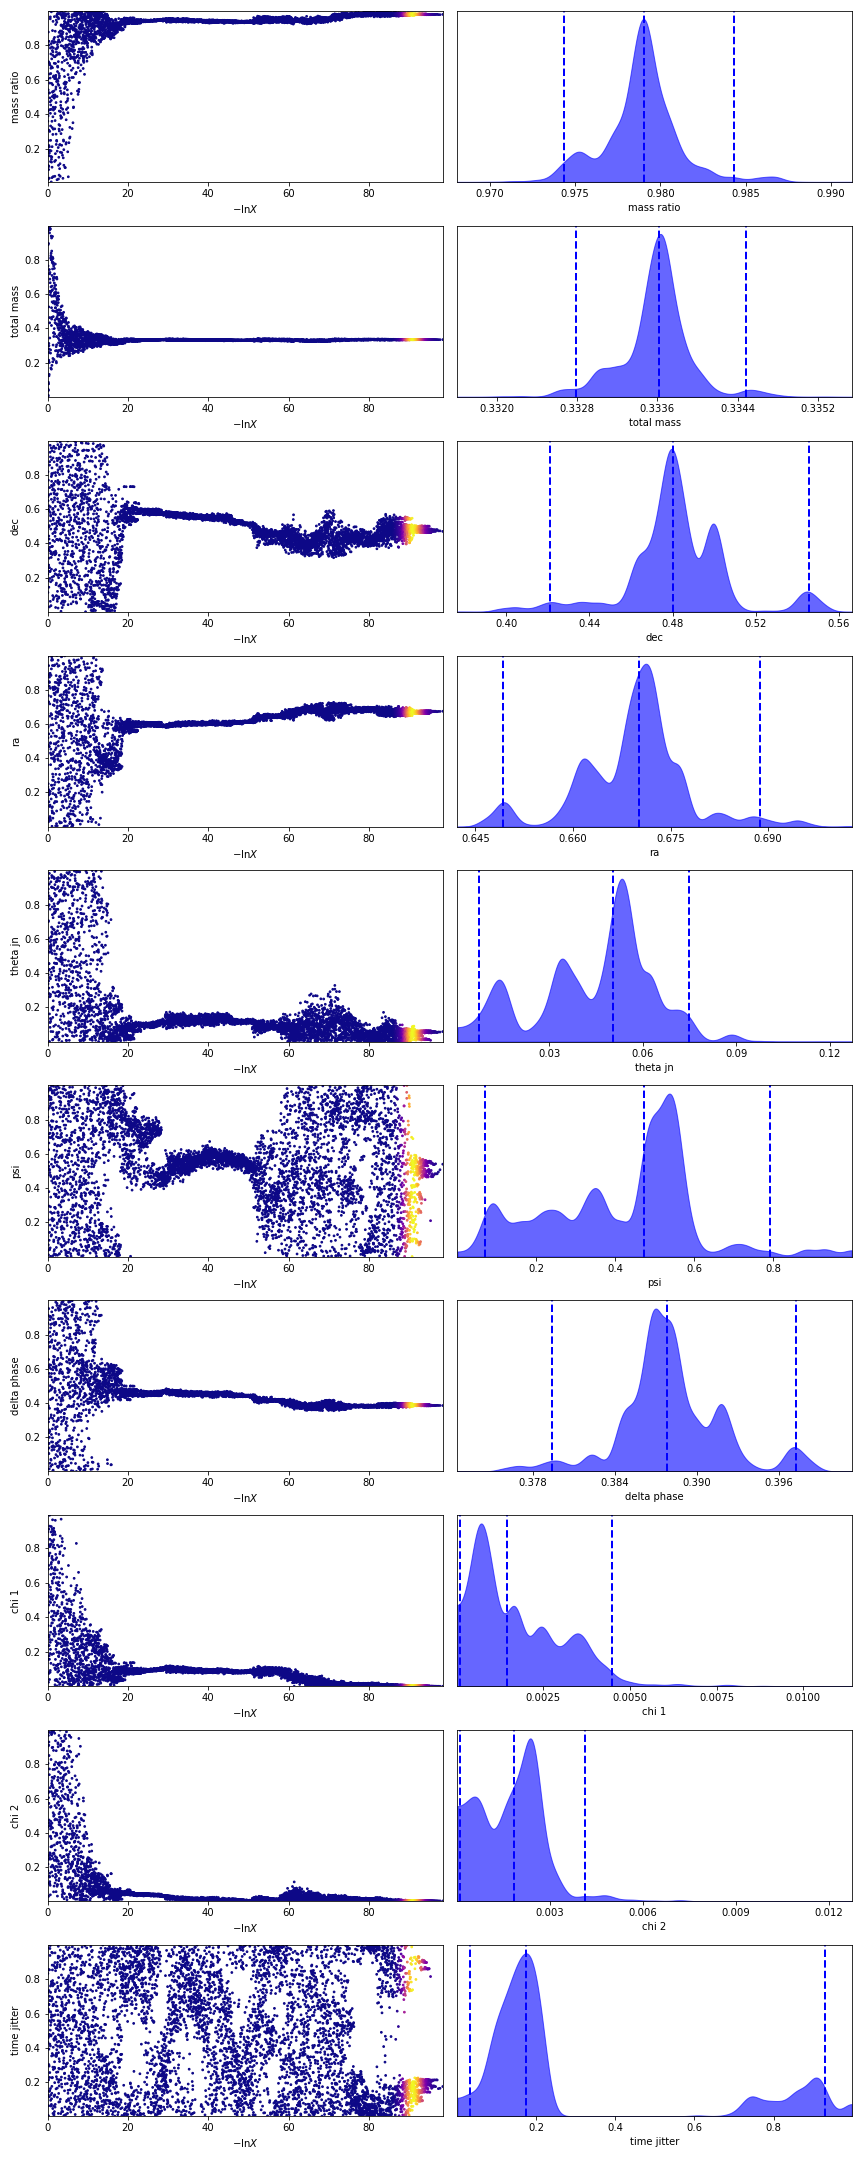 mass ratio
0.8
0.6
0.4
0.2
0 20 40 60 80
−lnX
0.970 0.975 0.980 0.985 0.990
mass ratio
total mass
0.8
0.6
0.4
0.2
0 20 40 60 80
−lnX
0.3320 0.3328 0.3336 0.3344 0.3352
total mass
dec
0.8
0.6
0.4
0.2
0 20 40 60 80
−lnX
0.40 0.44 0.48 0.52 0.56
dec
ra
0.8
0.6
0.4
0.2
0 20 40 60 80
−lnX
0.645 0.660 0.675 0.690
ra
theta jn
0.8
0.6
0.4
0.2
0 20 40 60 80
−lnX
0.03 0.06 0.09 0.12
theta jn
psi
0.8
0.6
0.4
0.2
0 20 40 60 80
−lnX
0.2 0.4 0.6 0.8
psi
delta phase
0.8
0.6
0.4
0.2
0 20 40 60 80
−lnX
0.378 0.384 0.390 0.396
delta phase
chi 1
0.8
0.6
0.4
0.2
0 20 40 60 80
−lnX
0.0025 0.0050 0.0075 0.0100
chi 1
chi 2
0.8
0.6
0.4
0.2
0 20 40 60 80
−lnX
0.003 0.006 0.009 0.012
chi 2
time jitter
0.8
0.6
0.4
0.2
0 20 40 60 80
−lnX
0.2 0.4 0.6 0.8
time jitter